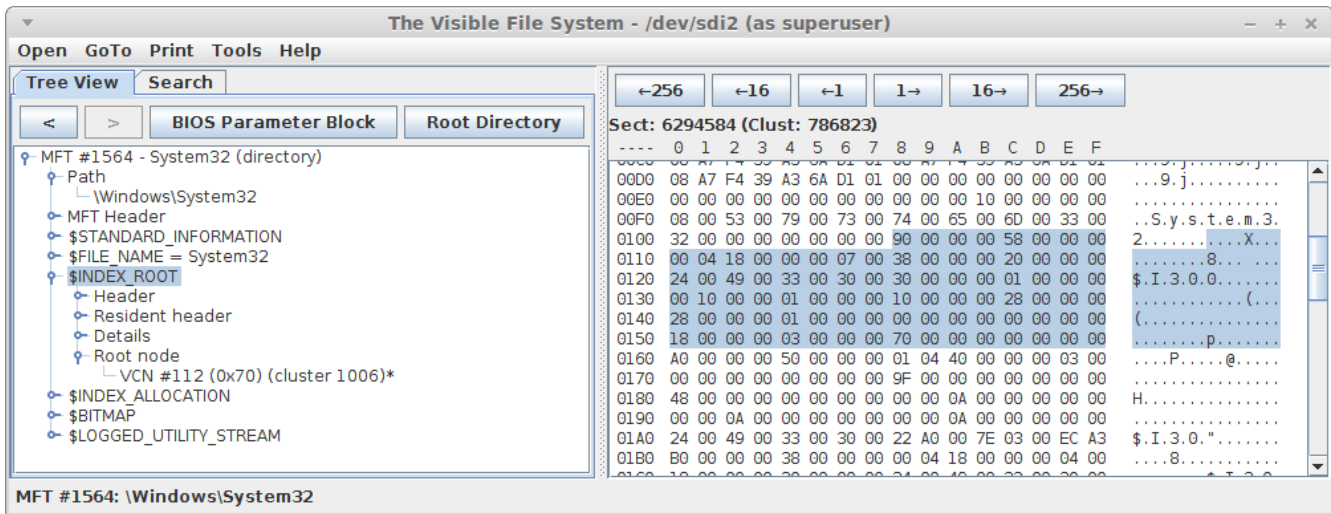 The Visible File System - /dev/sdi2 (as superuser)
Open GoTo Print Tools Help
Tree View Search
< > BIOS Parameter Block Root Directory
MFT #1564 - System32 (directory)
Path
\Windows\System32
MFT Header
$STANDARD_INFORMATION
$FILE_NAME = System32
$INDEX_ROOT
Header
Resident header
Details
Root node
VCN #112 (0x70) (cluster 1006)*
$INDEX_ALLOCATION
$BITMAP
$LOGGED_UTILITY_STREAM
←256 ←16 ←1 1→ 16→ 256→
Sect: 6294584 (Clust: 786823)
---- 0 1 2 3 4 5 6 7 8 9 A B C D E F
00D0 08 A7 F4 39 A3 6A D1 01 00 00 00 00 00 00 00 00 ...9.j..........
00E0 00 00 00 00 00 00 00 00 00 00 10 00 00 00 00 00 ................
00F0 08 00 53 00 79 00 73 00 74 00 65 00 6D 00 33 00 ..S.y.s.t.e.m.3.
0100 32 00 00 00 00 00 00 00 90 00 00 00 58 00 00 00 2...........X...
0110 00 04 18 00 00 00 07 00 38 00 00 00 20 00 00 00 ........8... ...
0120 24 00 49 00 33 00 30 00 30 00 00 00 01 00 00 00 $.I.3.0.0.......
0130 00 10 00 00 01 00 00 00 10 00 00 00 28 00 00 00 ............(...
0140 28 00 00 00 01 00 00 00 00 00 00 00 00 00 00 00 (...............
0150 18 00 00 00 03 00 00 00 70 00 00 00 00 00 00 00 ........p.......
0160 A0 00 00 00 50 00 00 00 01 04 40 00 00 00 03 00 ....P.....@.....
0170 00 00 00 00 00 00 00 00 9F 00 00 00 00 00 00 00 ................
0180 48 00 00 00 00 00 00 00 00 00 0A 00 00 00 00 00 H...............
0190 00 00 0A 00 00 00 00 00 00 00 0A 00 00 00 00 00 ................
01A0 24 00 49 00 33 00 30 00 22 A0 00 7E 03 00 EC A3 $.I.3.0.".......
01B0 B0 00 00 00 38 00 00 00 00 04 18 00 00 00 04 00 ....8...........
MFT #1564: \Windows\System32